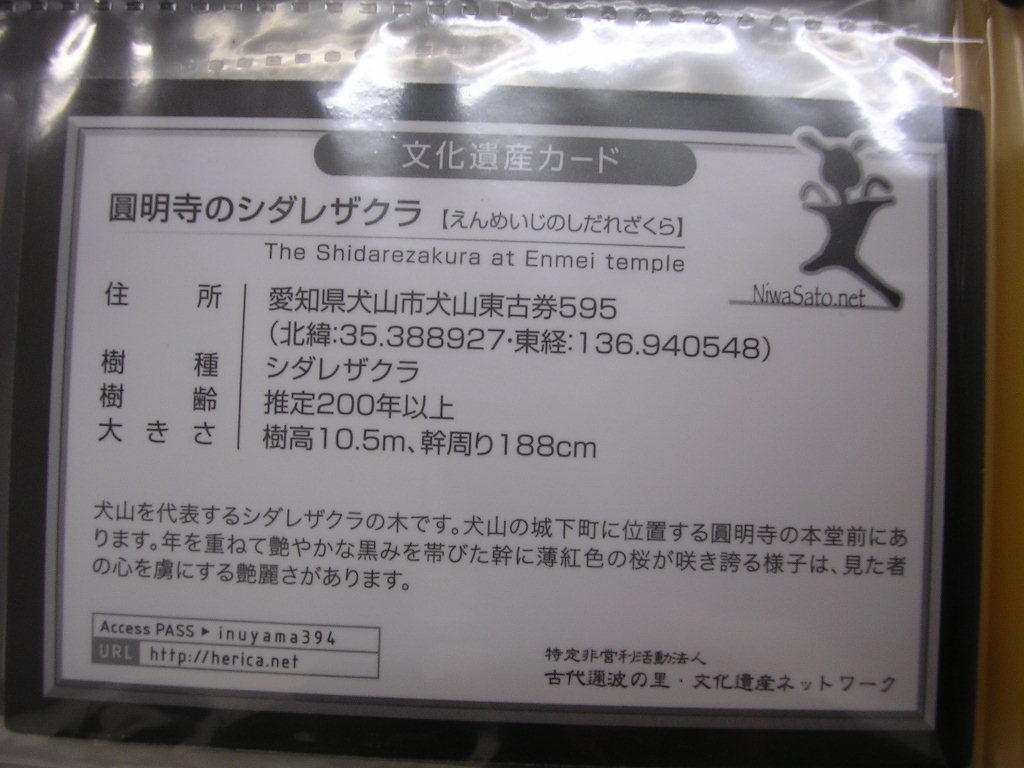 文化遺産カード
圓明寺のシダレザクラ【えんめいじのしだれざくら】
The Shidarezakura at Enmei temple
NiwaSato.net
住所 愛知県犬山市犬山東古券595
(北緯:35.388927・東経:136.940548)
樹種 シダレザクラ
樹齢 推定200年以上
大きさ 樹高10.5m、幹周り188cm
犬山を代表するシダレザクラの木です。犬山の城下町に位置する圓明寺の本堂前にあ
ります。年を重ねて艶やかな黒みを帯びた幹に薄紅色の桜が咲き誇る様子は、見た者
の心を虜にする艶麗さがあります。
Access PASS ▶ inuyama394
URL http://herica.net
特定非営利活動法人
古代邇波の里・文化遺産ネットワーク